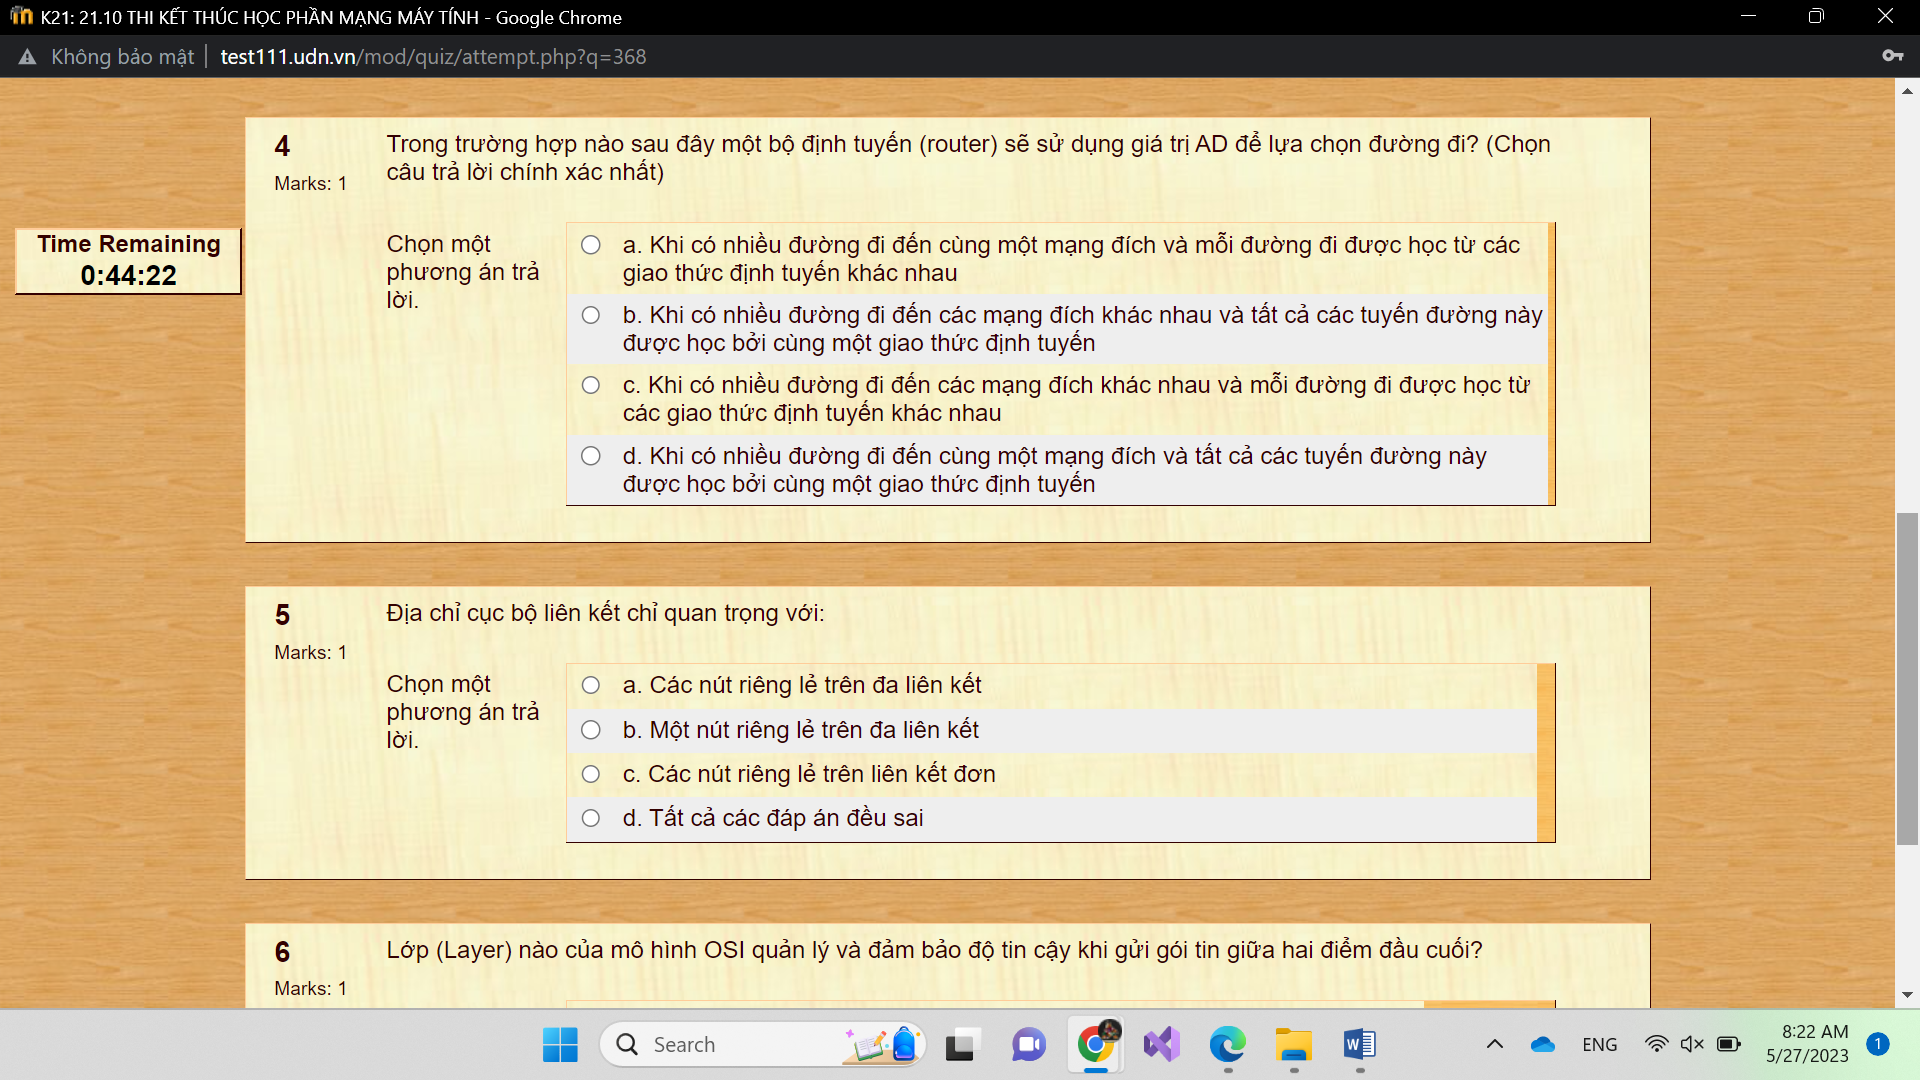 K21: 21.10 THI KẾT THÚC HỌC PHẦN MẠNG MÁY TÍNH - Google Chrome
Không bảo mật | test111.udn.vn/mod/quiz/attempt.php?q=368
4
Marks: 1
Trong trường hợp nào sau đây một bộ định tuyến (router) sẽ sử dụng giá trị AD để lựa chọn đường đi? (Chọn
câu trả lời chính xác nhất)
Time Remaining
0:44:22
Chọn một
phương án trả
lời.
a. Khi có nhiều đường đi đến cùng một mạng đích và mỗi đường đi được học từ các
giao thức định tuyến khác nhau
b. Khi có nhiều đường đi đến các mạng đích khác nhau và tất cả các tuyến đường này
được học bởi cùng một giao thức định tuyến
c. Khi có nhiều đường đi đến các mạng đích khác nhau và mỗi đường đi được học từ
các giao thức định tuyến khác nhau
d. Khi có nhiều đường đi đến cùng một mạng đích và tất cả các tuyến đường này
được học bởi cùng một giao thức định tuyến
5
Marks: 1
Địa chỉ cục bộ liên kết chỉ quan trọng với:
Chọn một
phương án trả
lời.
a. Các nút riêng lẻ trên đa liên kết
b. Một nút riêng lẻ trên đa liên kết
c. Các nút riêng lẻ trên liên kết đơn
d. Tất cả các đáp án đều sai
6
Marks: 1
Lớp (Layer) nào của mô hình OSI quản lý và đảm bảo độ tin cậy khi gửi gói tin giữa hai điểm đầu cuối?
Search
ENG
8:22 AM
5/27/2023
1